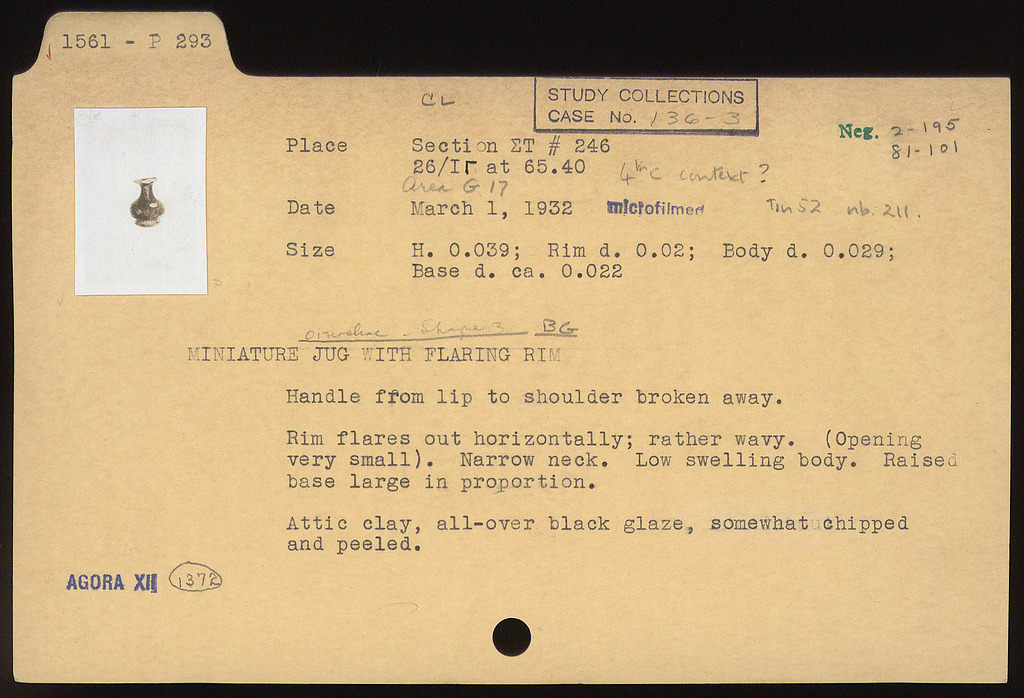 1561 - P 293
CL
STUDY COLLECTIONS
CASE No. 136-3
Neg. 2-195
81-101
Place Section ΣΤ # 246
26/ΙΓ at 65.40
4th C context?
Area G 17
Date March 1, 1932 microfilmed nb. 211.
Size H. 0.039; Rim d. 0.02; Body d. 0.029;
Base d. ca. 0.022
oinochoe - Shape 3 BG
MINIATURE JUG WITH FLARING RIM
Handle from lip to shoulder broken away.
Rim flares out horizontally; rather wavy. (Opening
very small). Narrow neck. Low swelling body. Raised
base large in proportion.
Attic clay, all-over black glaze, somewhat chipped
and peeled.
AGORA XII 1372